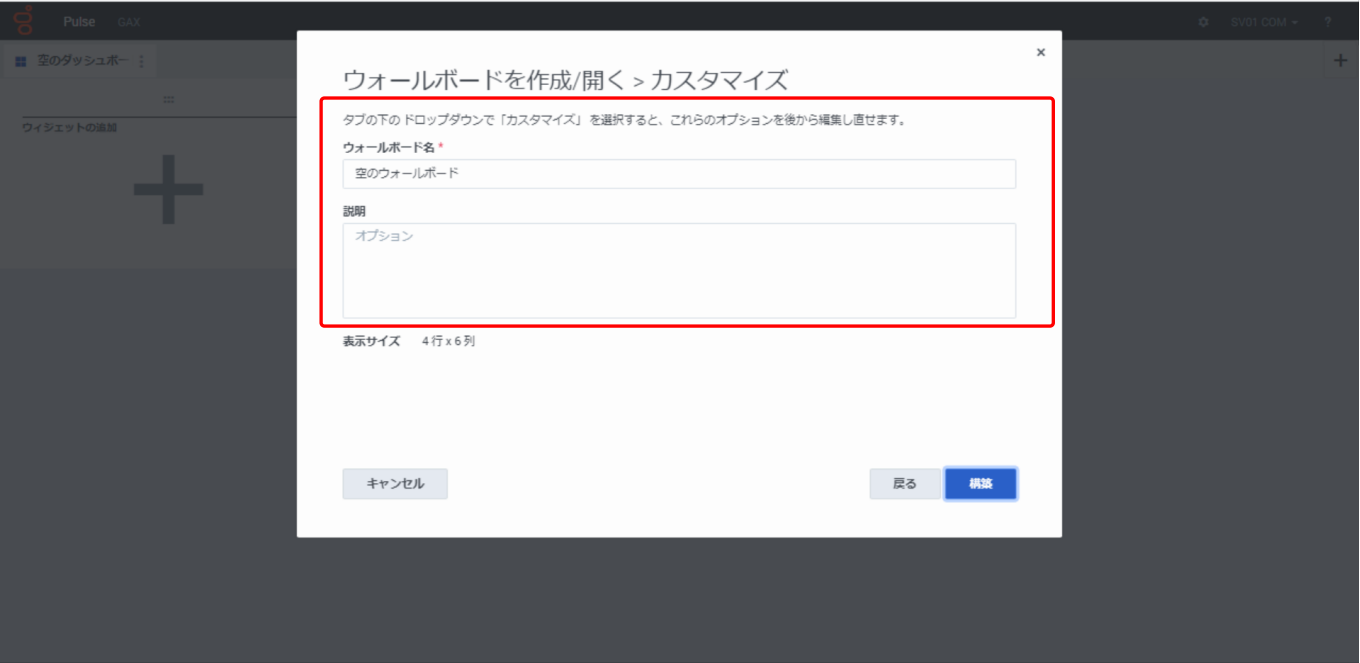 Pulse
GAX
SV01 COM
?
空のダッシュボー
ウィジェットの追加
×
ウォールボードを作成/開く > カスタマイズ
タブの下の ドロップダウンで「カスタマイズ」 を選択すると、これらのオプションを後から編集し直せます。
ウォールボード名 *
空のウォールボード
説明
オプション
表示サイズ 4 行 x 6 列
キャンセル
戻る
構築